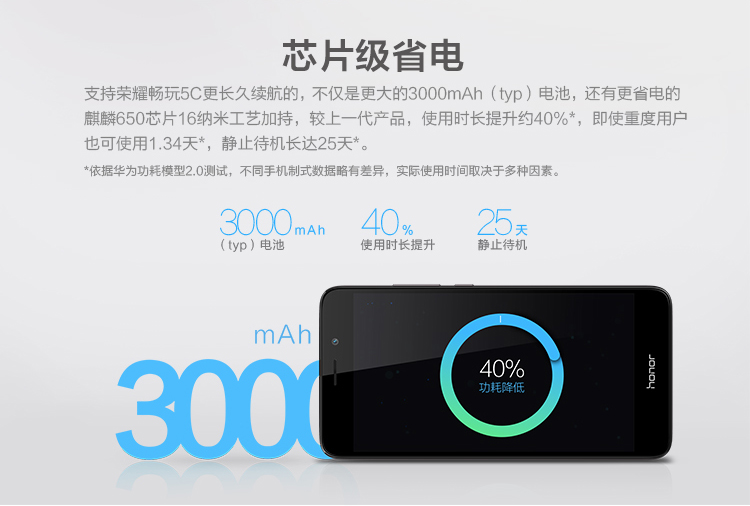 芯片级省电
支持荣耀畅玩5C更长久续航的，不仅是更大的3000mAh（typ）电池，还有更省电的
麒麟650芯片16纳米工艺加持，较上一代产品，使用时长提升约40%*，即使重度用户
也可使用1.34天*，静止待机长达25天*。
*依据华为功耗模型2.0测试，不同手机制式数据略有差异，实际使用时间取决于多种因素。
3000 mAh 40 % 25 天
（typ）电池 使用时长提升 静止待机
mAh
3000
40%
功耗降低
honor